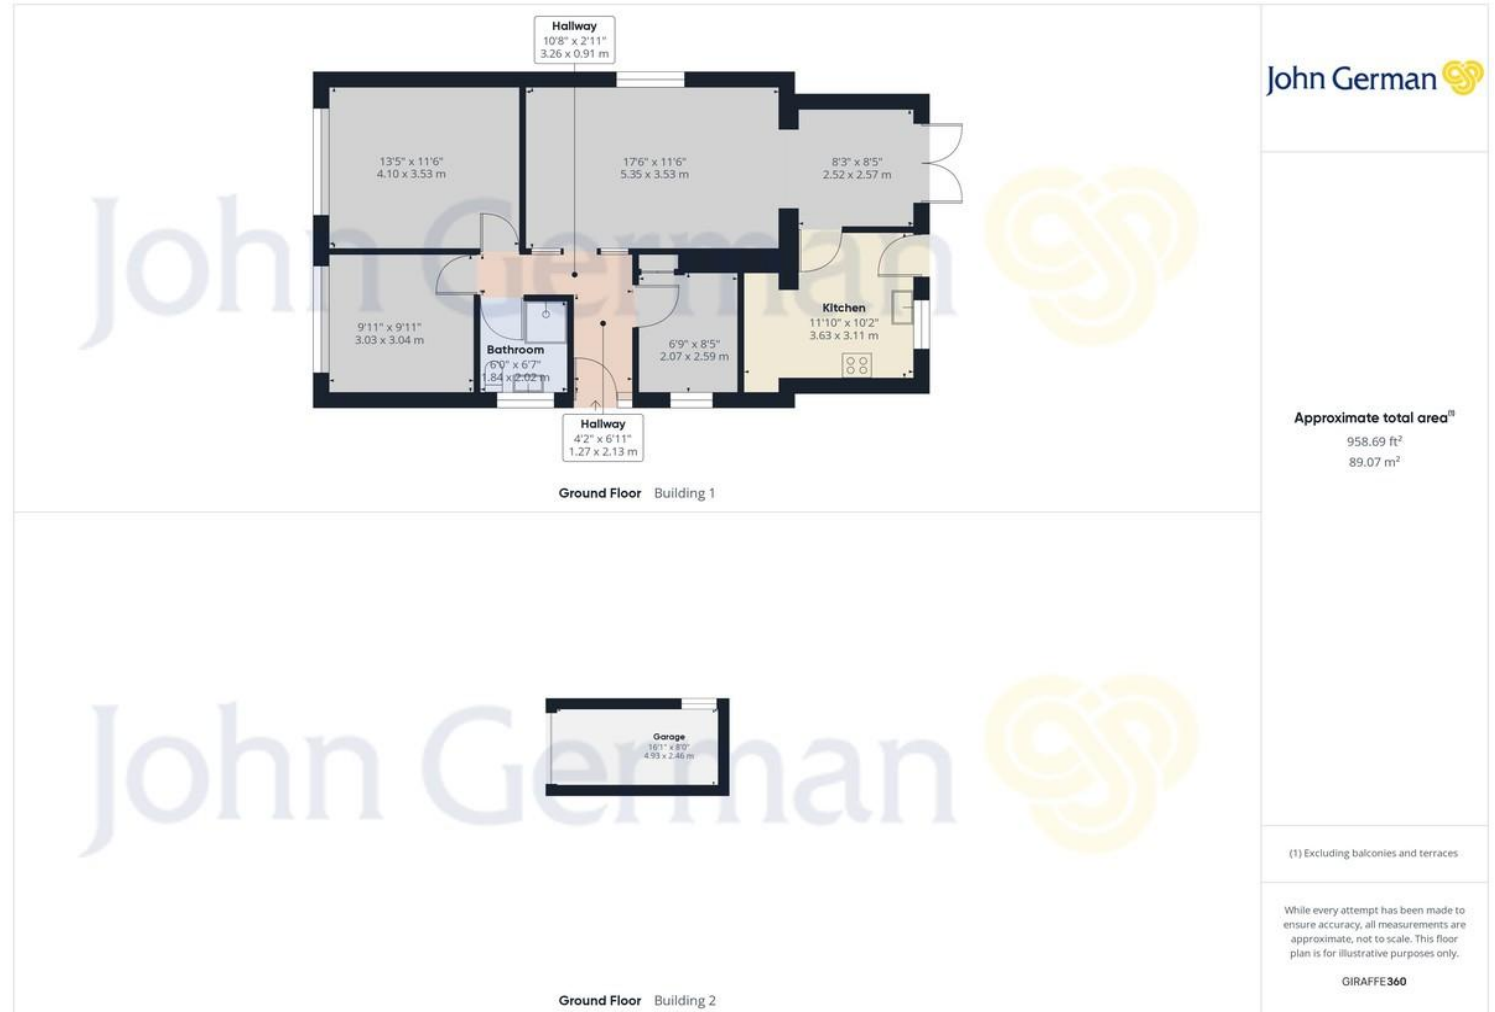 Hallway
10'8" x 2'11"
3.26 x 0.91 m
13'5" x 11'6"
4.10 x 3.53 m
17'6" x 11'6"
5.35 x 3.53 m
8'3" x 8'5"
2.52 x 2.57 m
9'11" x 9'11"
3.03 x 3.04 m
Bathroom
6'0" x 6'7"
1.84 x 2.02 m
6'9" x 8'5"
2.07 x 2.59 m
Kitchen
11'10" x 10'2"
3.63 x 3.11 m
Hallway
4'2" x 6'11"
1.27 x 2.13 m
John German
Ground Floor Building 1
Garage
16'1" x 8'0"
4.93 x 2.46 m
John German
Ground Floor Building 2
John German
Approximate total area(1)
958.69 ft²
89.07 m²
(1) Excluding balconies and terraces
While every attempt has been made to
ensure accuracy, all measurements are
approximate, not to scale. This floor
plan is for illustrative purposes only.
GIRAFFE360